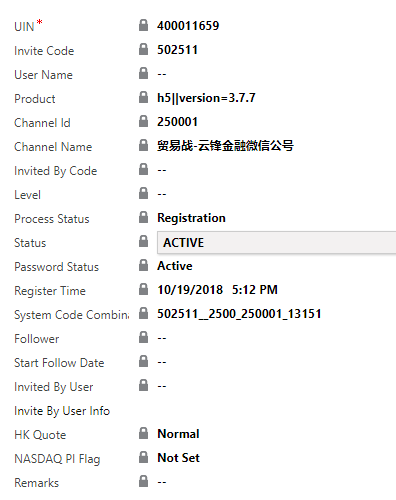 UIN * 400011659
Invite Code 502511
User Name --
Product h5||version=3.7.7
Channel Id 250001
Channel Name 贸易战-云锋金融微信公号
Invited By Code --
Level --
Process Status Registration
Status ACTIVE
Password Status Active
Register Time 10/19/2018 5:12 PM
System Code Combina 502511__2500_250001_13151
Follower --
Start Follow Date --
Invited By User --
Invite By User Info
HK Quote Normal
NASDAQ PI Flag Not Set
Remarks --